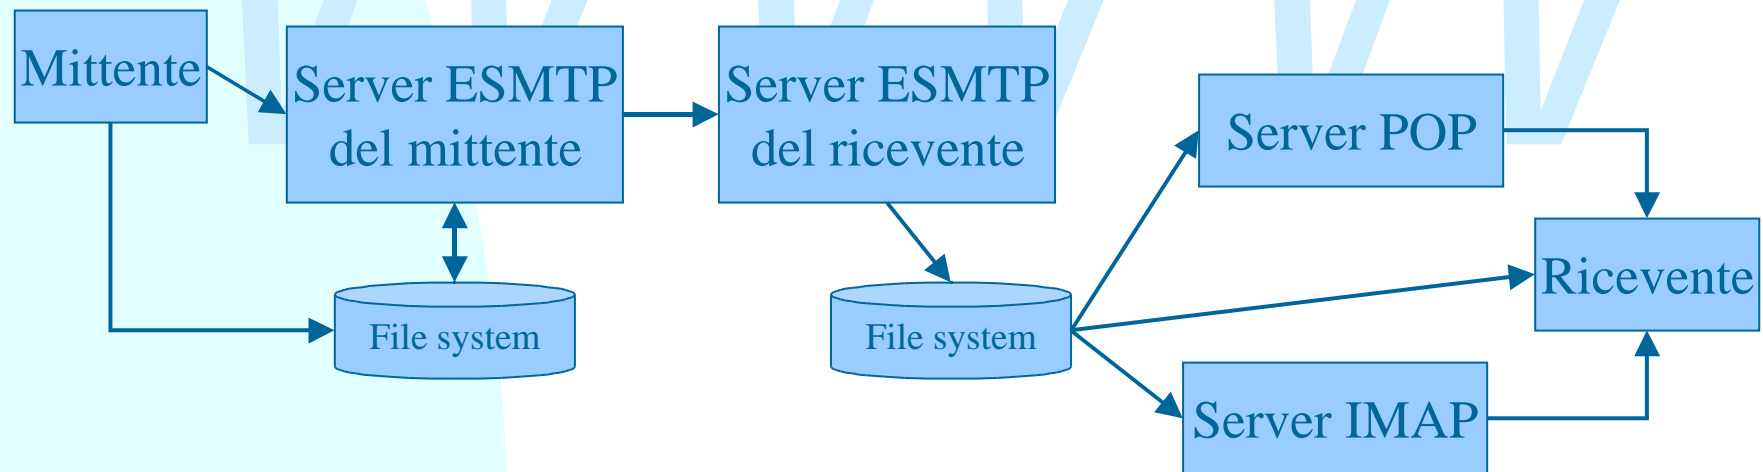 Mittente
Server ESMTP
del mittente
Server ESMTP
del ricevente
Server POP
Ricevente
File system
File system
Server IMAP